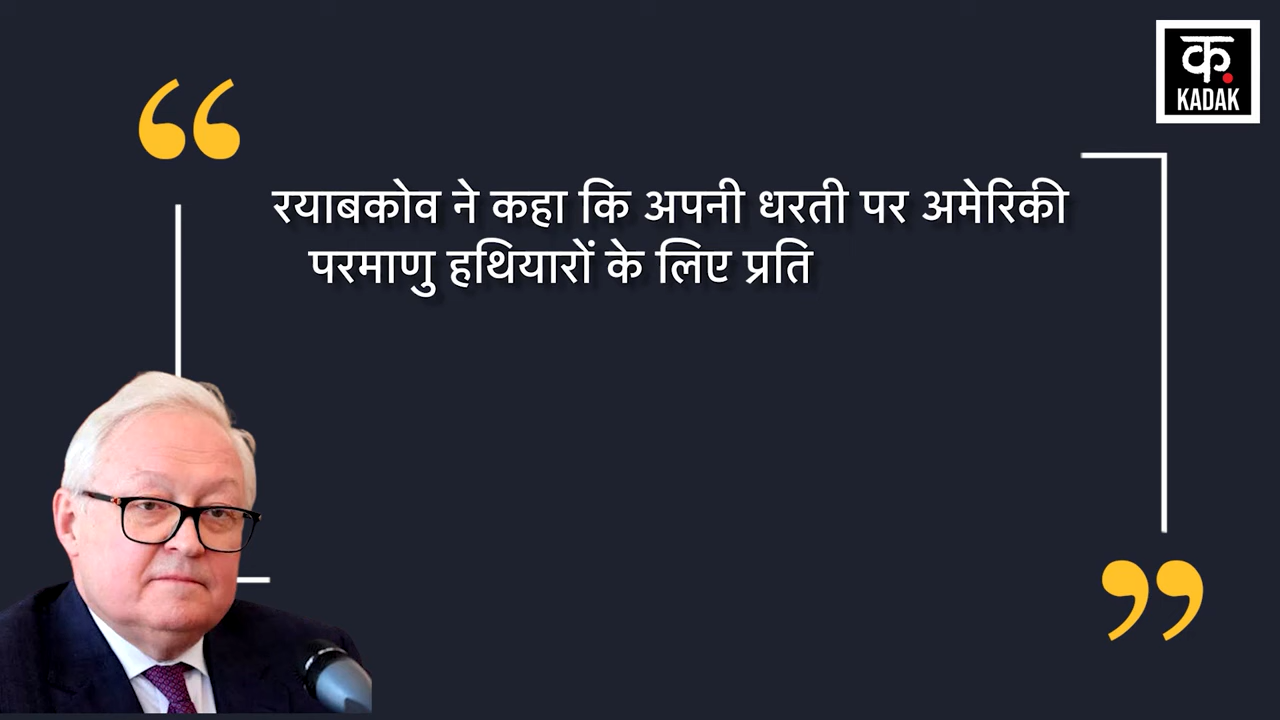 क
KADAK
रयाबकोव ने कहा कि अपनी धरती पर अमेरिकी
परमाणु हथियारों के लिए प्रति